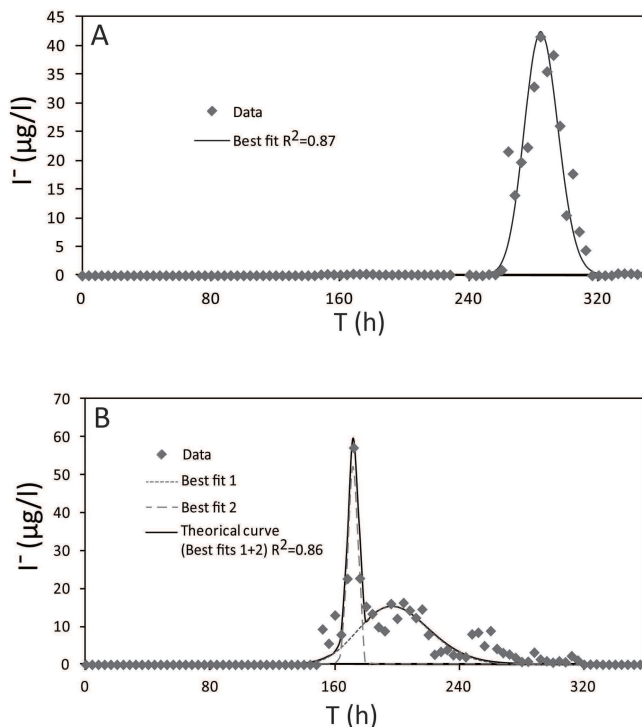 A
45
40
35
30
25
20
15
10
5
0
I⁻ (µg/l)
Data
Best fit R²=0.87
0 80 160 240 320
T (h)
B
70
60
50
40
30
20
10
0
I⁻ (µg/l)
Data
Best fit 1
Best fit 2
Theorical curve
(Best fits 1+2) R²=0.86
0 80 160 240 320
T (h)